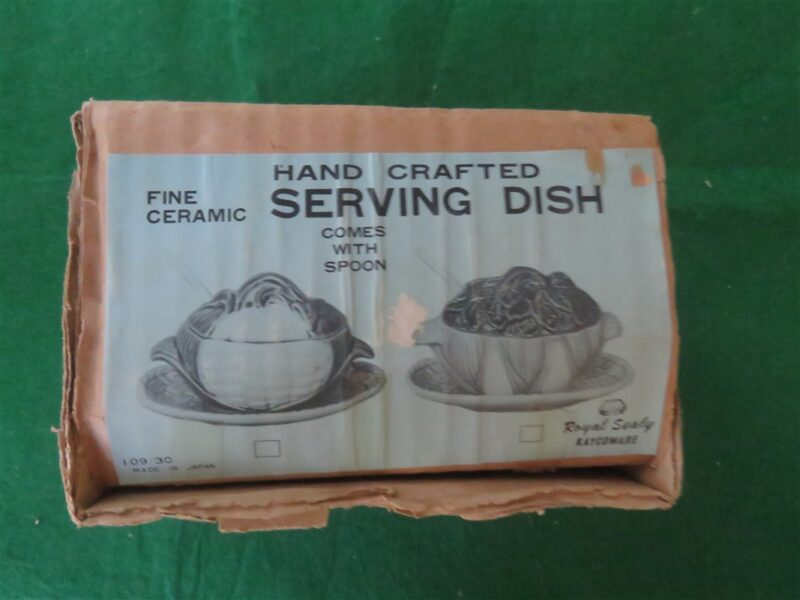 HAND CRAFTED
FINE CERAMIC
SERVING DISH
COMES
WITH
SPOON
109/30
MADE IN JAPAN
Royal Sealy
KAYCOWARE